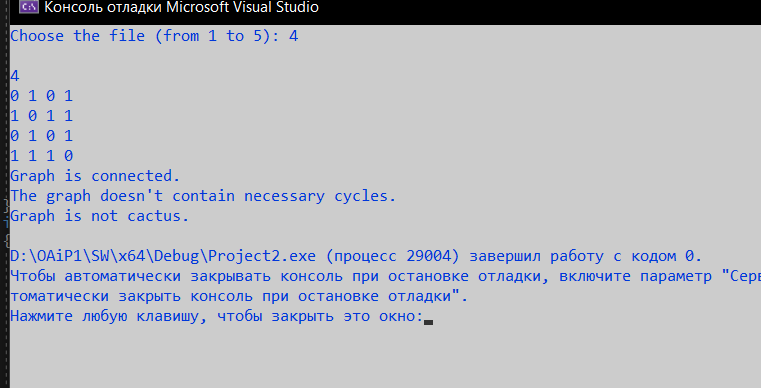 Консоль отладки Microsoft Visual Studio
Choose the file (from 1 to 5): 4
4
0 1 0 1
1 0 1 1
0 1 0 1
1 1 1 0
Graph is connected.
The graph doesn't contain necessary cycles.
Graph is not cactus.
D:\OAiP1\SW\x64\Debug\Project2.exe (процесс 29004) завершил работу с кодом 0.
Чтобы автоматически закрывать консоль при остановке отладки, включите параметр "Серв
томатически закрыть консоль при остановке отладки".
Нажмите любую клавишу, чтобы закрыть это окно: